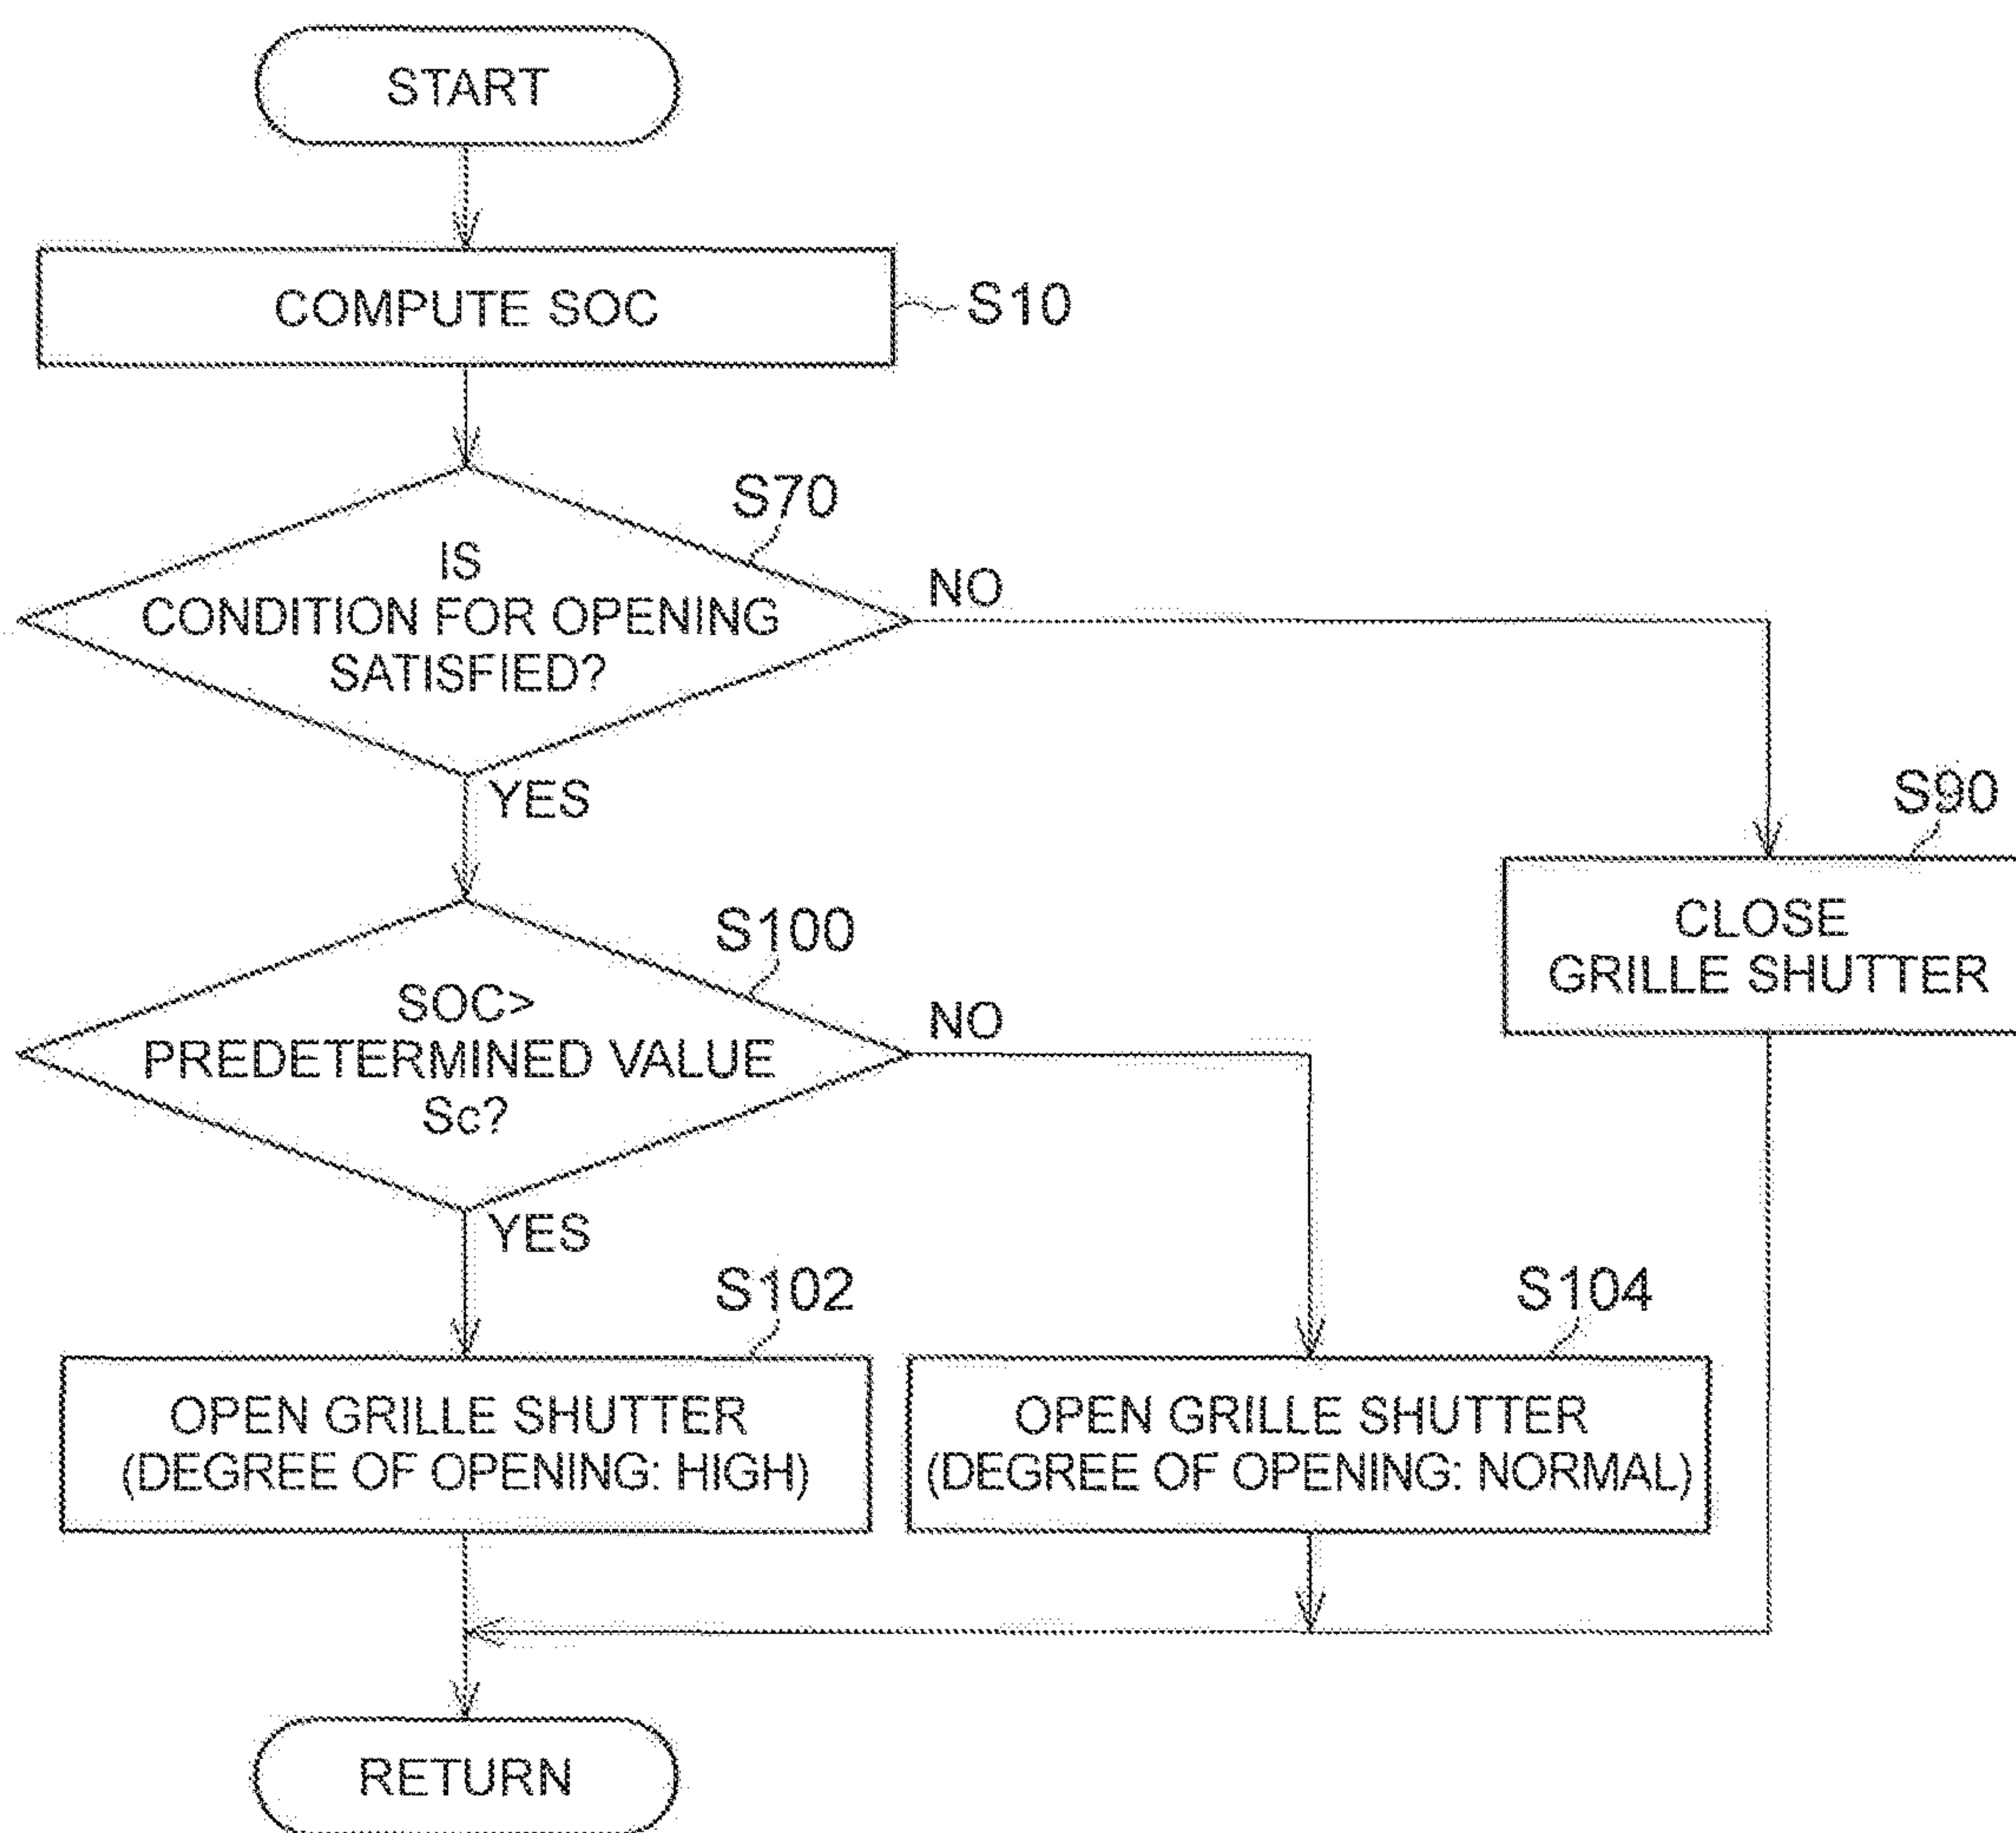 START
COMPUTE SOC
S10
S70
IS
CONDITION FOR OPENING
SATISFIED?
NO
YES
S90
CLOSE
GRILLE SHUTTER
S100
SOC>
PREDETERMINED VALUE
Sc?
NO
YES
S102
OPEN GRILLE SHUTTER
(DEGREE OF OPENING: HIGH)
S104
OPEN GRILLE SHUTTER
(DEGREE OF OPENING: NORMAL)
RETURN